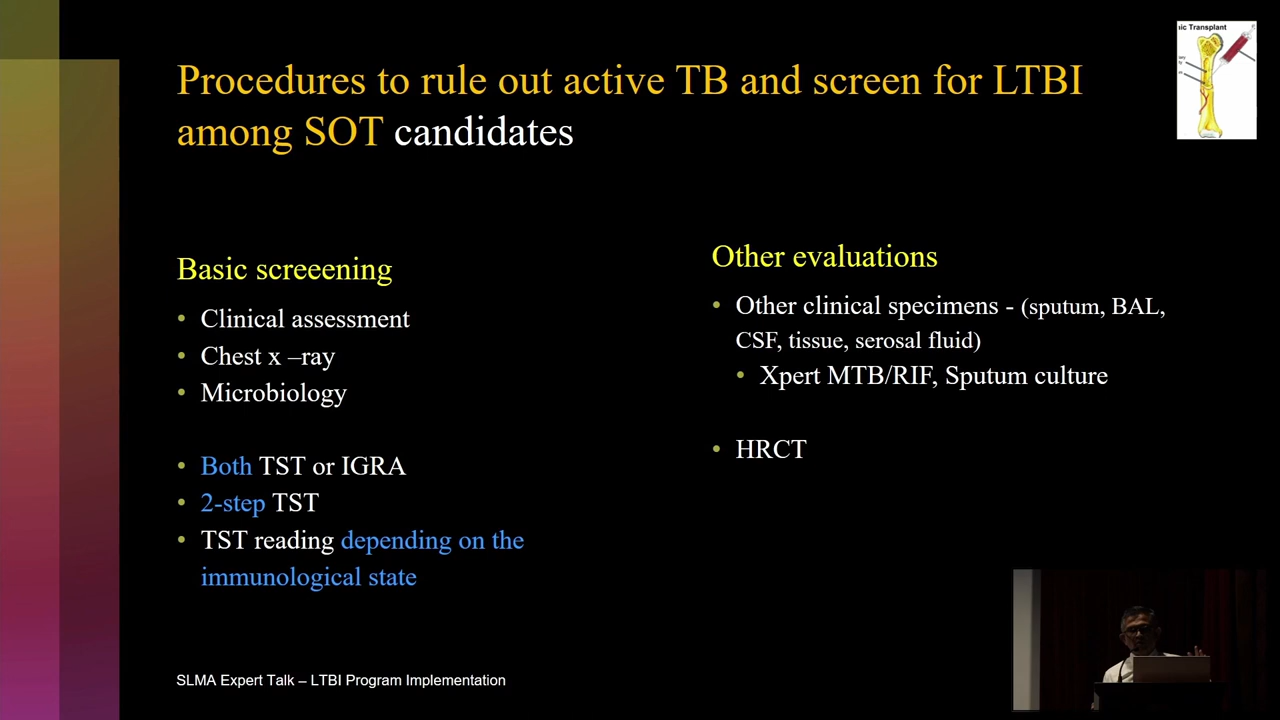 ic Transplant
Procedures to rule out active TB and screen for LTBI
among SOT candidates
Basic screeening
• Clinical assessment
• Chest x –ray
• Microbiology
• Both TST or IGRA
• 2-step TST
• TST reading depending on the
immunological state
Other evaluations
• Other clinical specimens - (sputum, BAL,
CSF, tissue, serosal fluid)
• Xpert MTB/RIF, Sputum culture
• HRCT
SLMA Expert Talk – LTBI Program Implementation